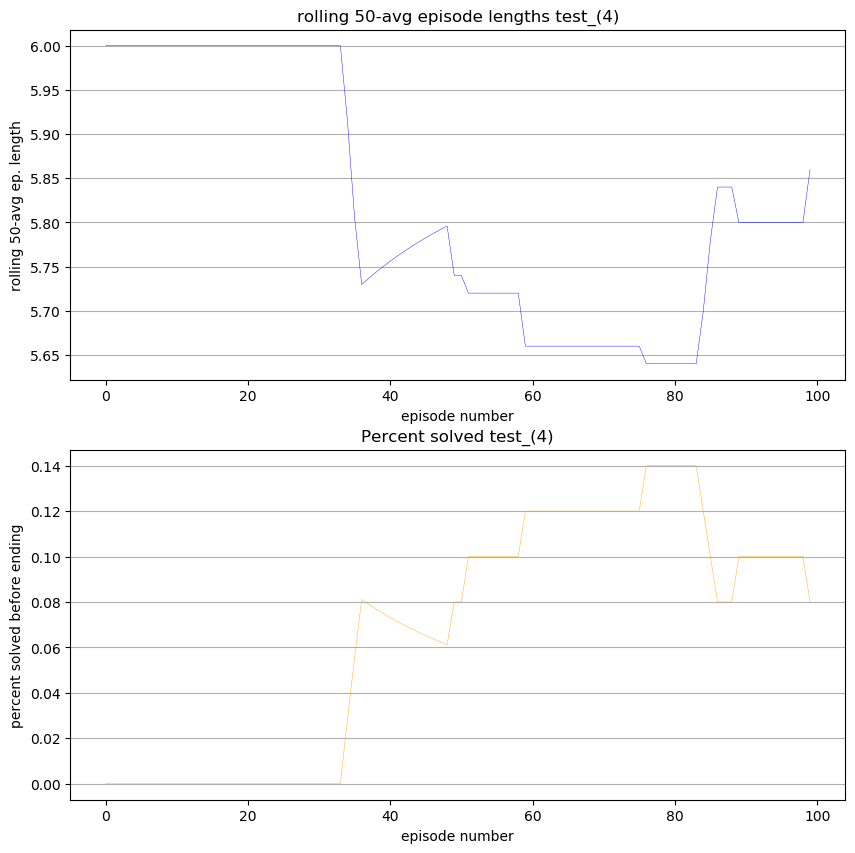 rolling 50-avg episode lengths test_(4)
6.00
5.95
5.90
5.85
5.80
5.75
5.70
5.65
rolling 50-avg ep. length
0 20 40 60 80 100
episode number
Percent solved test_(4)
0.14
0.12
0.10
0.08
0.06
0.04
0.02
0.00
percent solved before ending
0 20 40 60 80 100
episode number